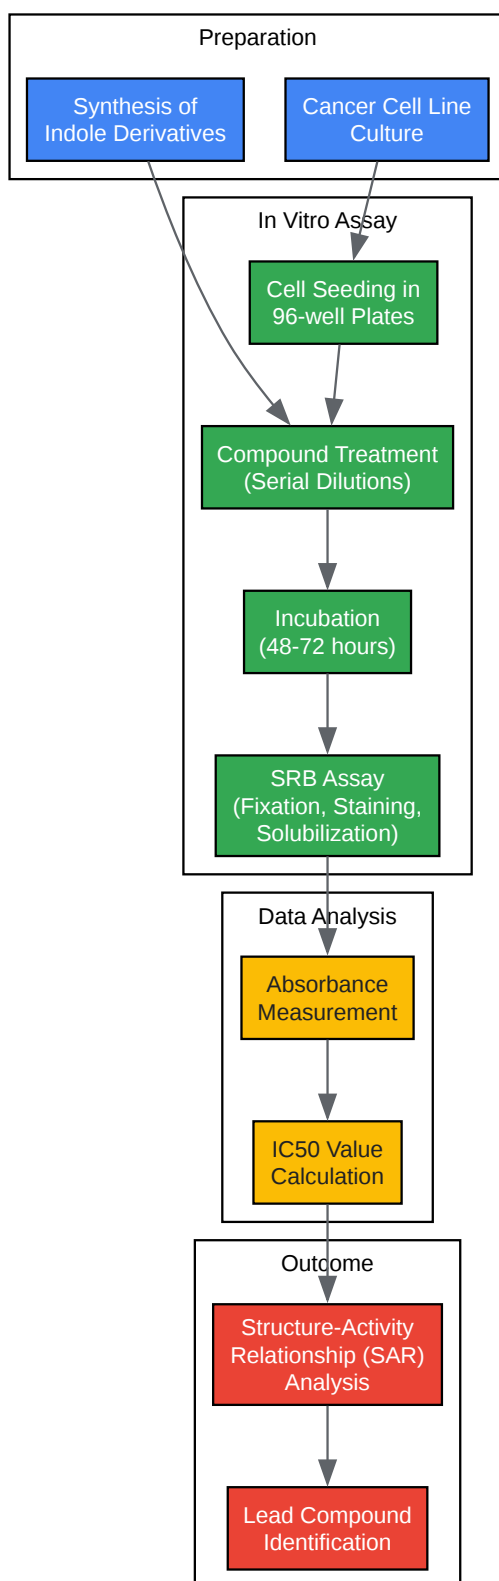 Preparation
Synthesis of
Indole Derivatives
Cancer Cell Line
Culture
In Vitro Assay
Cell Seeding in
96-well Plates
Compound Treatment
(Serial Dilutions)
Incubation
(48-72 hours)
SRB Assay
(Fixation, Staining,
Solubilization)
Data Analysis
Absorbance
Measurement
IC50 Value
Calculation
Outcome
Structure-Activity
Relationship (SAR)
Analysis
Lead Compound
Identification